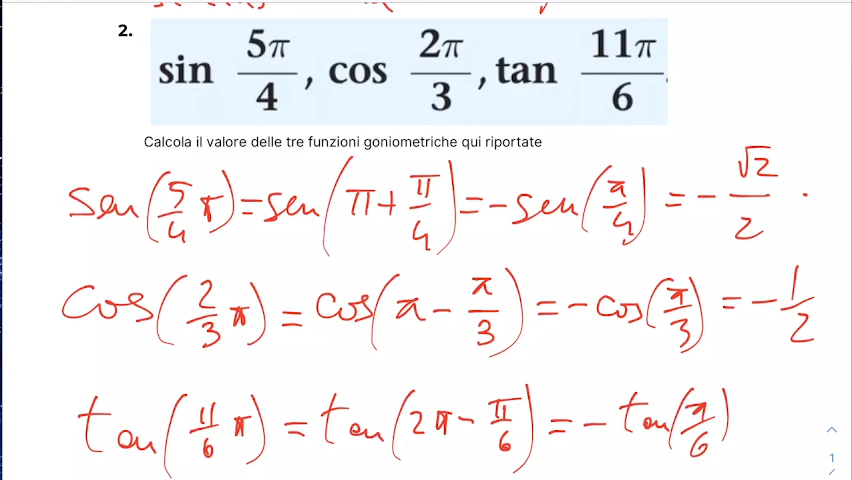 2. sin 5π/4, cos 2π/3, tan 11π/6.
Calcola il valore delle tre funzioni goniometriche qui riportate
sen(5/4 π) = sen(π + π/4) = -sen(π/4) = -√2/2 .
cos(2/3 π) = cos(π - π/3) = -cos(π/3) = -1/2
tan(11/6 π) = tan(2π - π/6) = -tan(π/6)
1